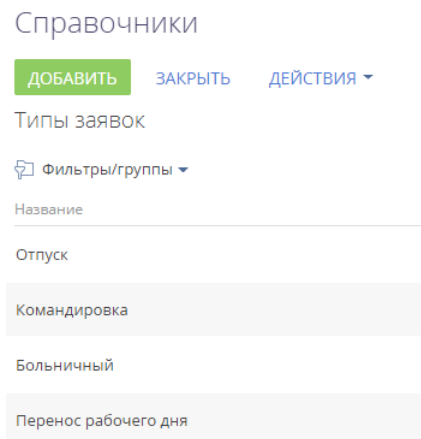 Справочники
ДОБАВИТЬ ЗАКРЫТЬ ДЕЙСТВИЯ
Типы заявок
Фильтры/группы
Название
Отпуск
Командировка
Больничный
Перенос рабочего дня